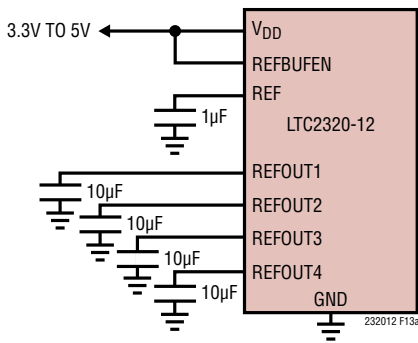 3.3V TO 5V
VDD
REFBUFEN
REF
1µF
LTC2320-12
REFOUT1
10µF
REFOUT2
10µF
REFOUT3
10µF
REFOUT4
10µF
GND
232012 F13a